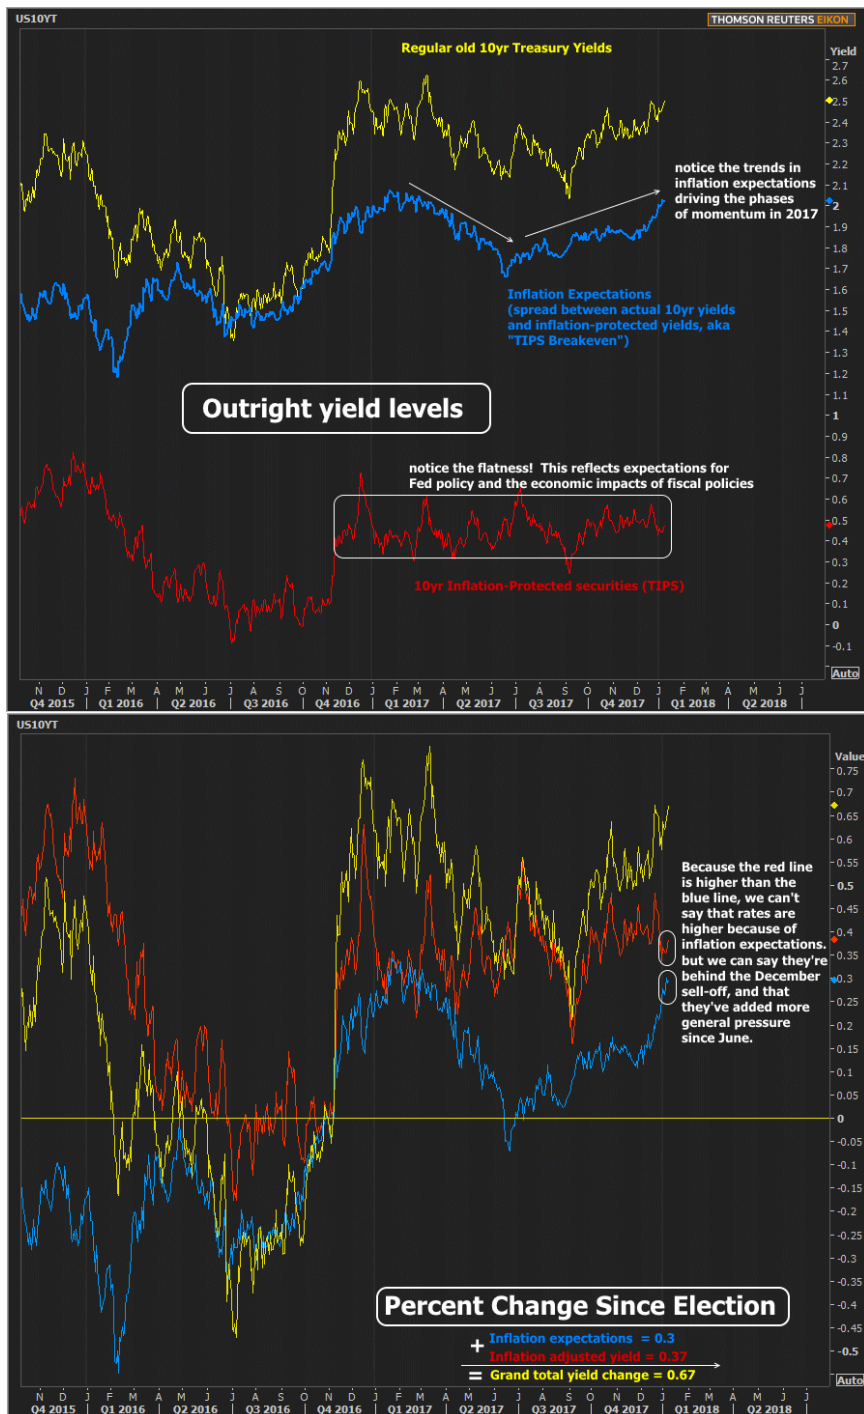 US10YT
THOMSON REUTERS EIKON
Regular old 10yr Treasury Yields
Yield
2.7
2.6
2.5
2.4
2.3
2.2
2.1
2
1.9
1.8
1.7
1.6
1.5
1.4
1.3
1.2
1.1
1
0.9
0.8
0.7
0.6
0.5
0.4
0.3
0.2
0.1
0
-0.1
Auto
notice the trends in
inflation expectations
driving the phases
of momentum in 2017
Inflation Expectations
(spread between actual 10yr yields
and inflation-protected yields, aka
"TIPS Breakeven")
Outright yield levels
notice the flatness! This reflects expectations for
Fed policy and the economic impacts of fiscal policies
10yr Inflation-Protected securities (TIPS)
N D J F M A M J J A S O N D J F M A M J J A S O N D J F M A M J J
Q4 2015 Q1 2016 Q2 2016 Q3 2016 Q4 2016 Q1 2017 Q2 2017 Q3 2017 Q4 2017 Q1 2018 Q2 2018
US10YT
Value
0.75
0.7
0.65
0.6
0.55
0.5
0.45
0.4
0.35
0.3
0.25
0.2
0.15
0.1
0.05
0
-0.05
-0.1
-0.15
-0.2
-0.25
-0.3
-0.35
-0.4
-0.45
-0.5
Auto
Because the red line
is higher than the
blue line, we can't
say that rates are
higher because of
inflation expectations.
but we can say they're
behind the December
sell-off, and that
they've added more
general pressure
since June.
Percent Change Since Election
+ Inflation expectations = 0.3
Inflation adjusted yield = 0.37
= Grand total yield change = 0.67
N D J F M A M J J A S O N D J F M A M J J A S O N D J F M A M J J
Q4 2015 Q1 2016 Q2 2016 Q3 2016 Q4 2016 Q1 2017 Q2 2017 Q3 2017 Q4 2017 Q1 2018 Q2 2018